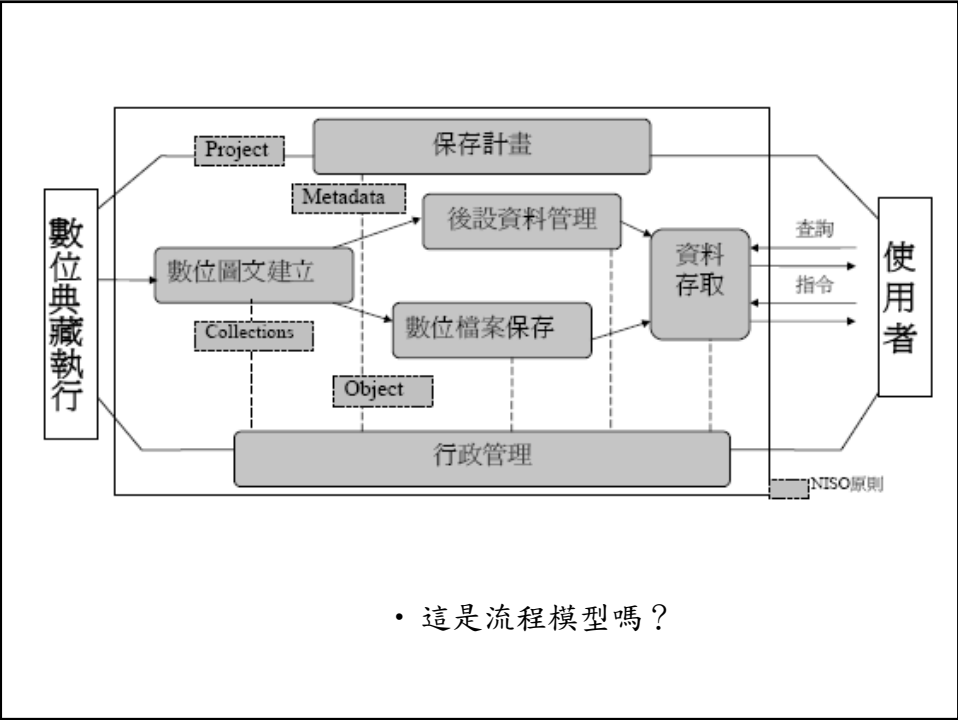 Project
保存計畫
Metadata
後設資料管理
數位典藏執行
數位圖文建立
資料
存取
查詢
指令
使用者
Collections
數位檔案保存
Object
行政管理
NISO原則
• 這是流程模型嗎？